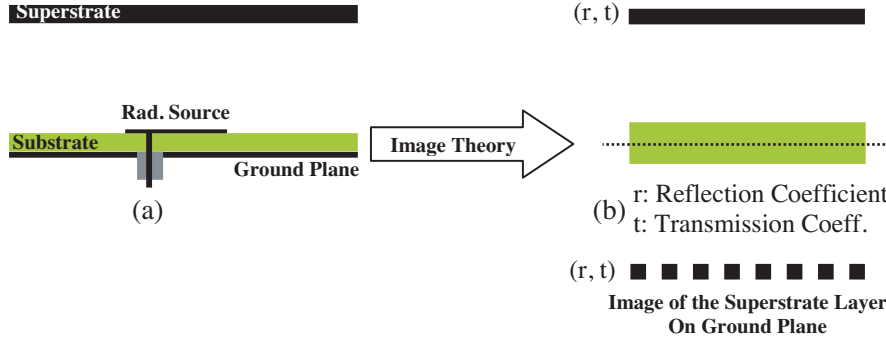 Superstrate
Rad. Source
Substrate
Ground Plane
(a)
Image Theory
(r, t)
(b)
r: Reflection Coefficient
t: Transmission Coeff.
(r, t)
Image of the Superstrate Layer
On Ground Plane